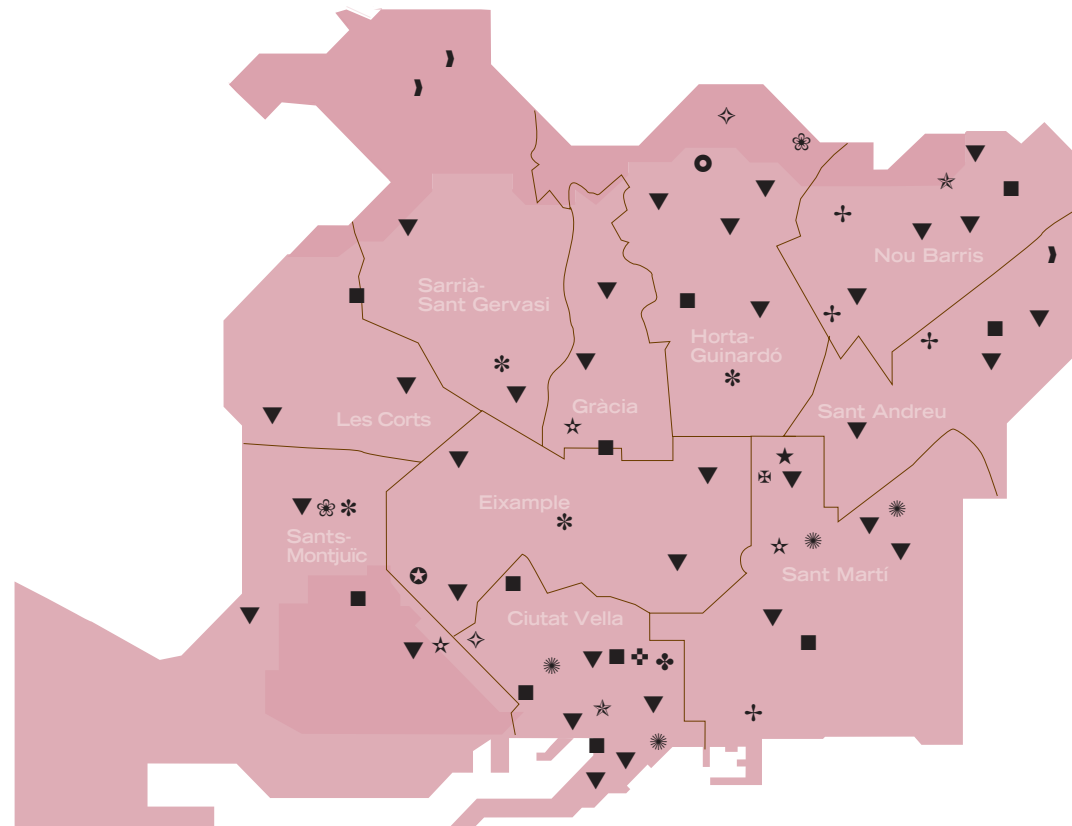 Nou Barris
Sarrià-
Sant Gervasi
Horta-
Guinardó
Gràcia
Sant Andreu
Les Corts
Eixample
Sants-
Montjuïc
Sant Martí
Ciutat Vella